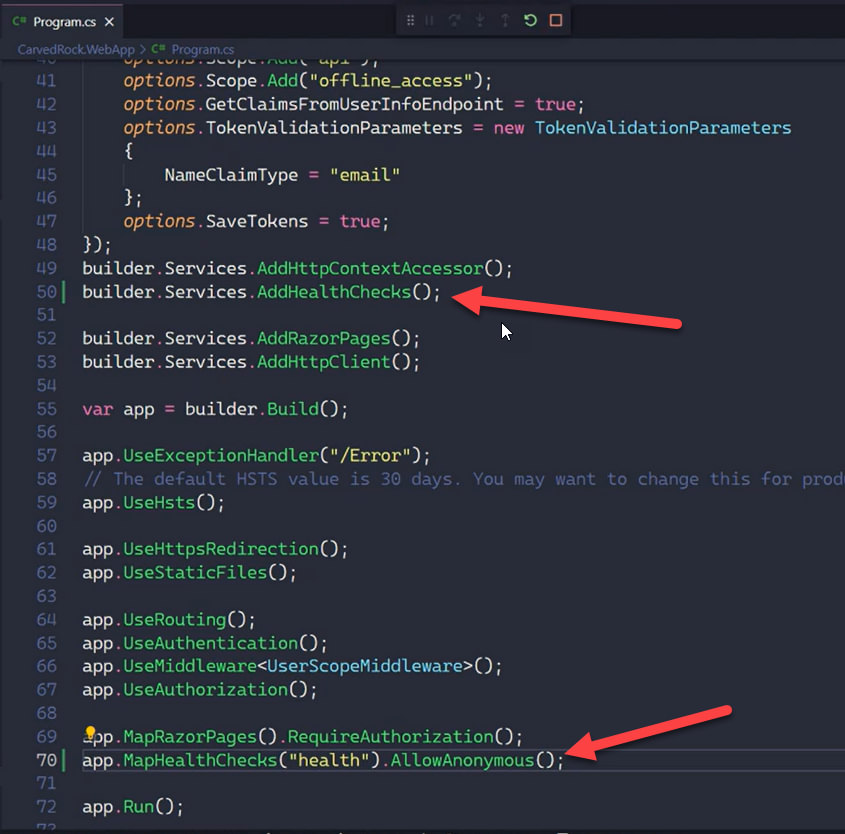 C# Program.cs ×
CarvedRock.WebApp > C# Program.cs
40 options.Scope.Add("api");
41 options.Scope.Add("offline_access");
42 options.GetClaimsFromUserInfoEndpoint = true;
43 options.TokenValidationParameters = new TokenValidationParameters
44 {
45 NameClaimType = "email"
46 };
47 options.SaveTokens = true;
48 });
49 builder.Services.AddHttpContextAccessor();
50 builder.Services.AddHealthChecks();
51
52 builder.Services.AddRazorPages();
53 builder.Services.AddHttpClient();
54
55 var app = builder.Build();
56
57 app.UseExceptionHandler("/Error");
58 // The default HSTS value is 30 days. You may want to change this for prod
59 app.UseHsts();
60
61 app.UseHttpsRedirection();
62 app.UseStaticFiles();
63
64 app.UseRouting();
65 app.UseAuthentication();
66 app.UseMiddleware<UserScopeMiddleware>();
67 app.UseAuthorization();
68
69 app.MapRazorPages().RequireAuthorization();
70 app.MapHealthChecks("health").AllowAnonymous();
71
72 app.Run();
73